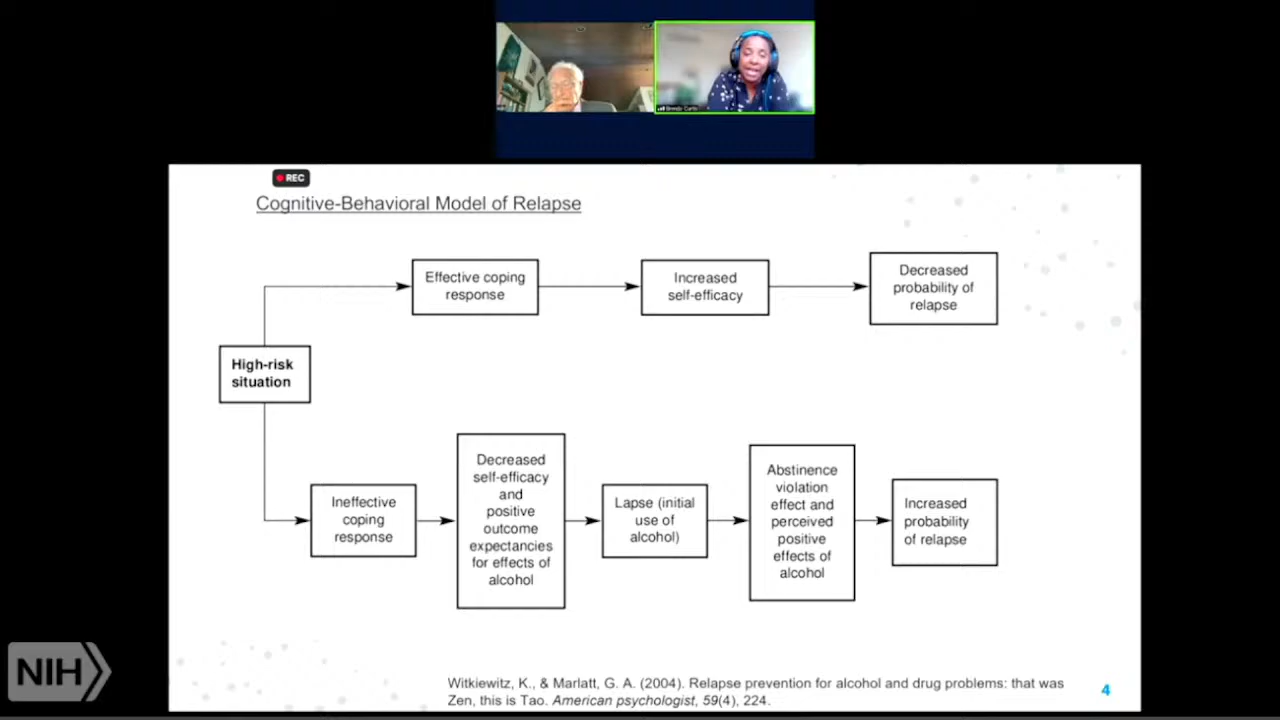 Brenda Curtis
REC
Cognitive-Behavioral Model of Relapse
Effective coping
response
Increased
self-efficacy
Decreased
probability of
relapse
High-risk
situation
Ineffective
coping
response
Decreased
self-efficacy
and
positive
outcome
expectancies
for effects of
alcohol
Lapse (initial
use of
alcohol)
Abstinence
violation
effect and
perceived
positive
effects of
alcohol
Increased
probability
of relapse
Witkiewitz, K., & Marlatt, G. A. (2004). Relapse prevention for alcohol and drug problems: that was
Zen, this is Tao. American psychologist, 59(4), 224.
4
NIH